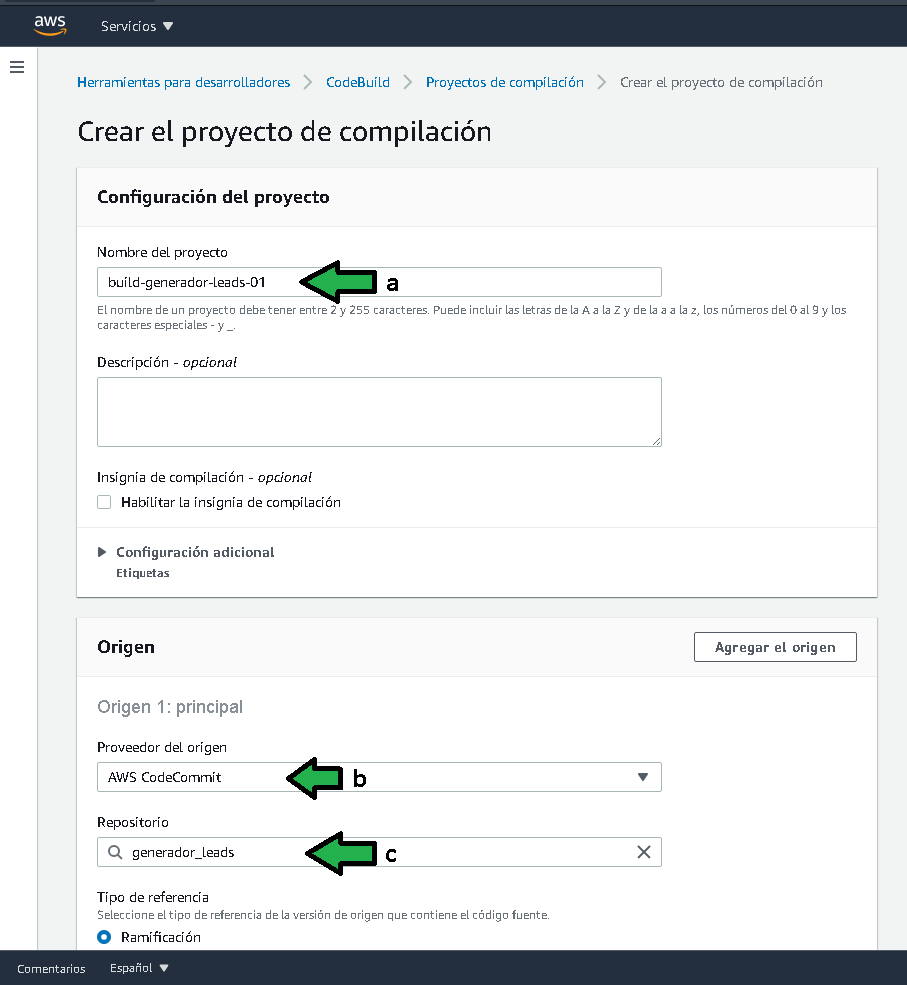 aws
Servicios
Herramientas para desarrolladores > CodeBuild > Proyectos de compilación > Crear el proyecto de compilación
Crear el proyecto de compilación
Configuración del proyecto
Nombre del proyecto
build-generador-leads-01 a
El nombre de un proyecto debe tener entre 2 y 255 caracteres. Puede incluir las letras de la A a la Z y de la a a la z, los números del 0 al 9 y los
caracteres especiales - y _.
Descripción - opcional
Insignia de compilación - opcional
Habilitar la insignia de compilación
Configuración adicional
Etiquetas
Origen Agregar el origen
Origen 1: principal
Proveedor del origen
AWS CodeCommit b
Repositorio
generador_leads c
Tipo de referencia
Seleccione el tipo de referencia de la versión de origen que contiene el código fuente.
Ramificación
Comentarios Español